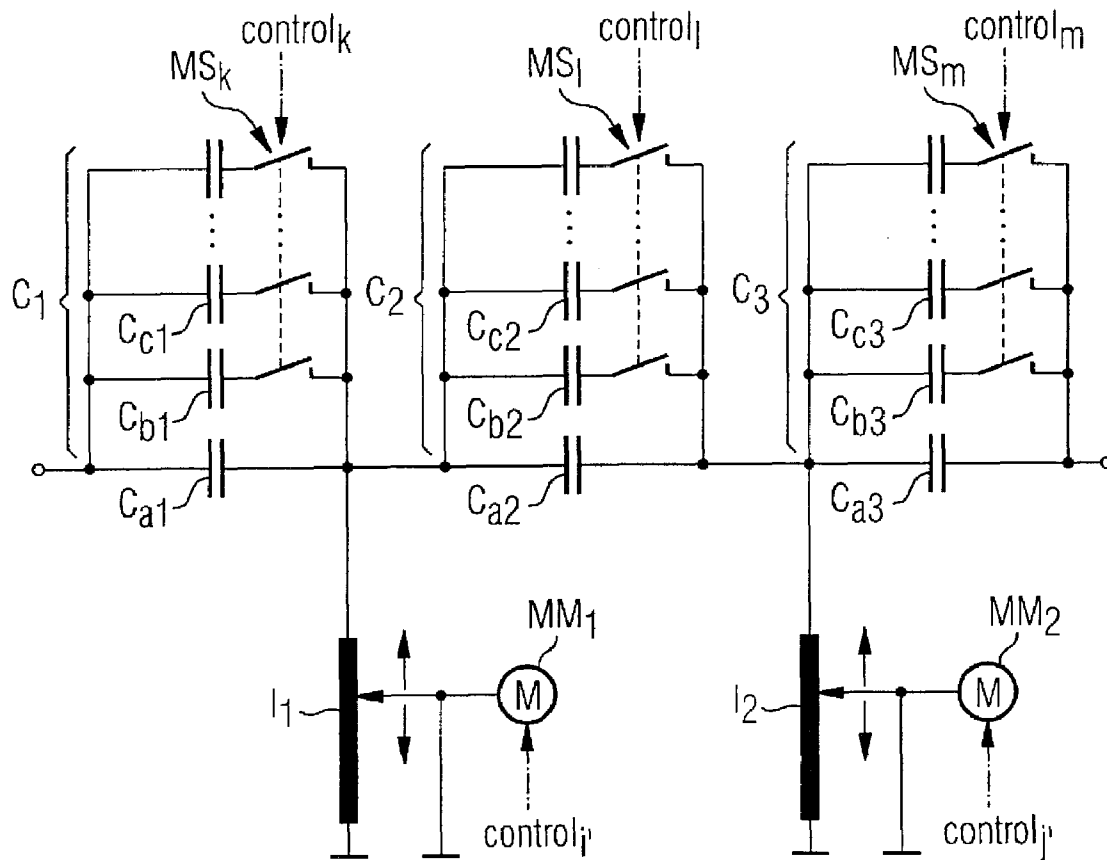 control_k control_l control_m
MS_k MS_l MS_m
C_1 C_2 C_3
C_c1 C_c2 C_c3
C_b1 C_b2 C_b3
C_a1 C_a2 C_a3
MM_1 MM_2
I_1 M I_2 M
control_i' control_j'